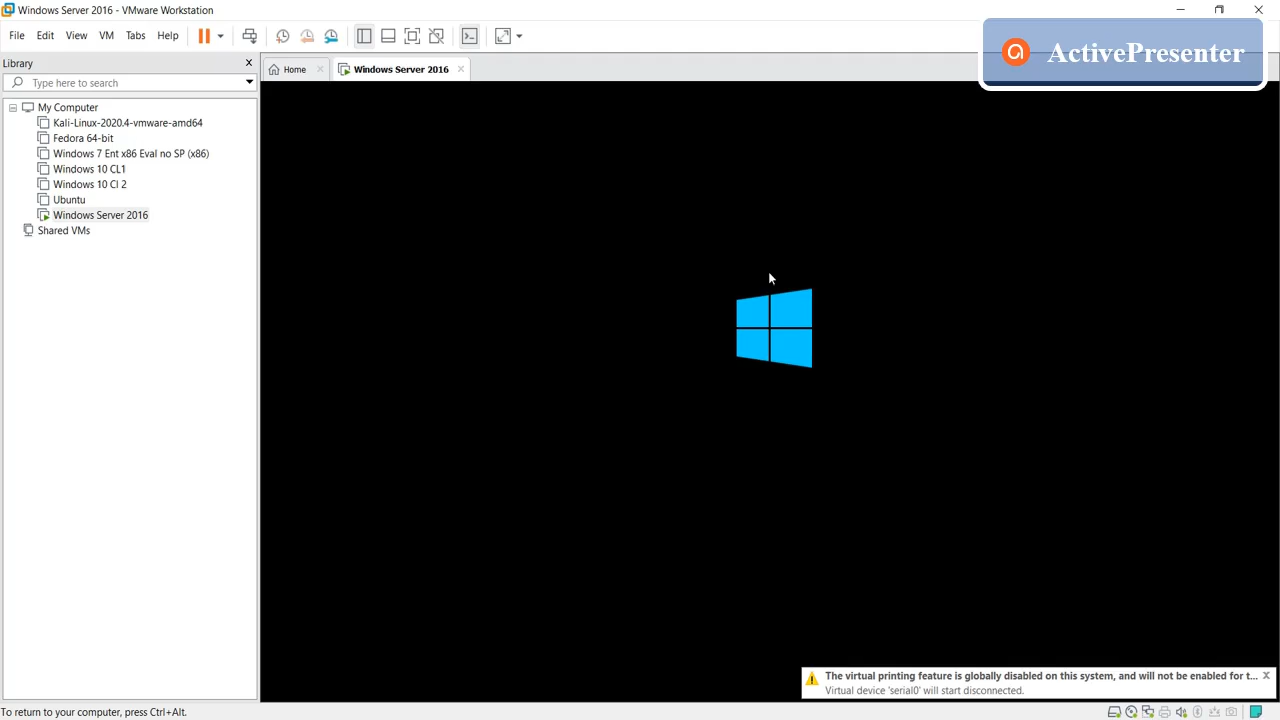 Windows Server 2016 - VMware Workstation
File Edit View VM Tabs Help
ActivePresenter
Library
Type here to search
Home
Windows Server 2016
My Computer
Kali-Linux-2020.4-vmware-amd64
Fedora 64-bit
Windows 7 Ent x86 Eval no SP (x86)
Windows 10 CL1
Windows 10 Cl 2
Ubuntu
Windows Server 2016
Shared VMs
The virtual printing feature is globally disabled on this system, and will not be enabled for t...
Virtual device 'serial0' will start disconnected.
To return to your computer, press Ctrl+Alt.